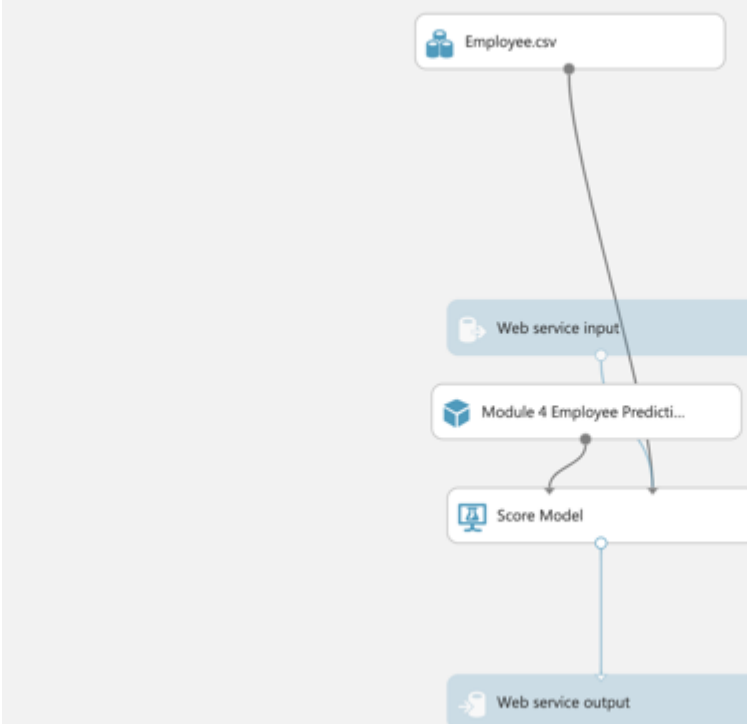 Employee.csv
Web service input
Module 4 Employee Predicti...
Score Model
Web service output